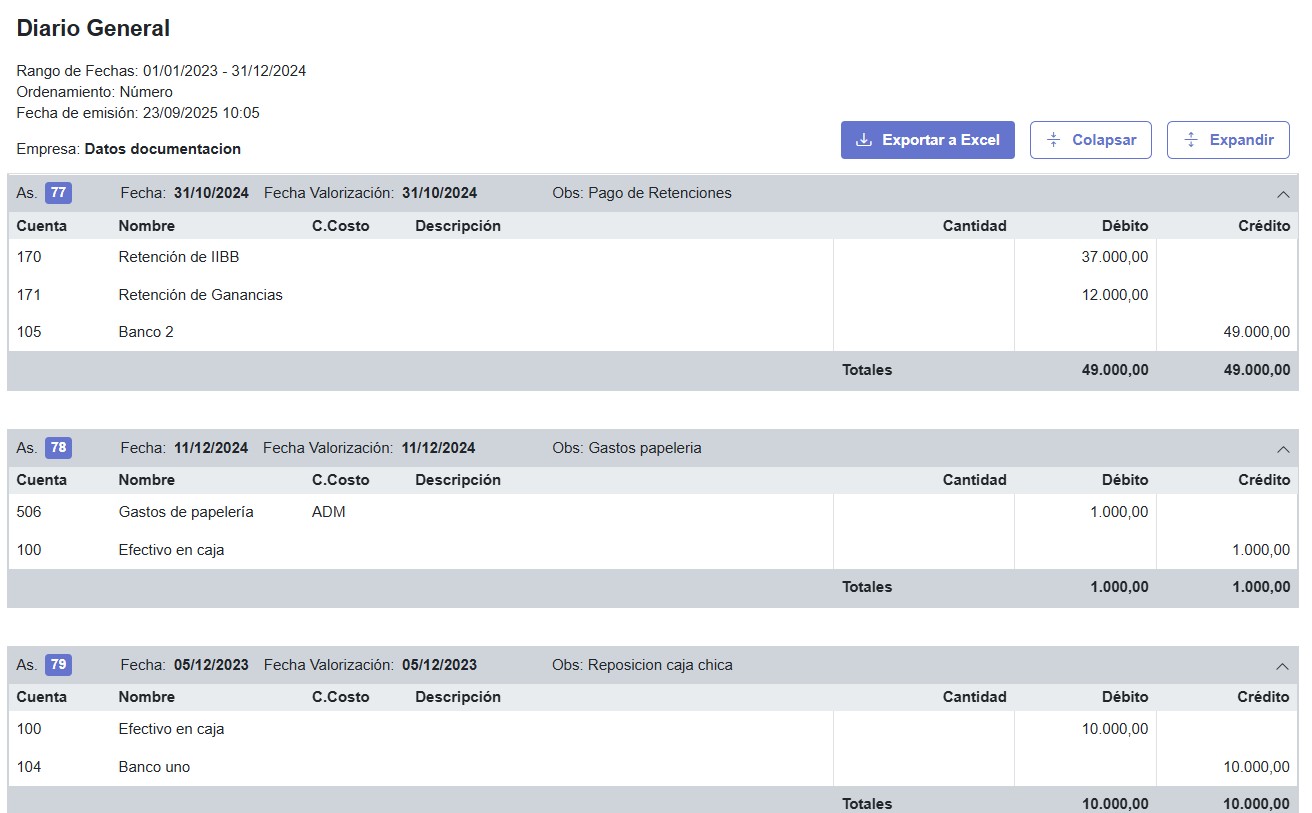 Diario General
Rango de Fechas: 01/01/2023 - 31/12/2024
Ordenamiento: Número
Fecha de emisión: 23/09/2025 10:05
Empresa: Datos documentacion
Exportar a Excel Colapsar Expandir
As. 77 Fecha: 31/10/2024 Fecha Valorización: 31/10/2024 Obs: Pago de Retenciones
Cuenta Nombre C.Costo Descripción Cantidad Débito Crédito
170 Retención de IIBB 37.000,00
171 Retención de Ganancias 12.000,00
105 Banco 2 49.000,00
Totales 49.000,00 49.000,00
As. 78 Fecha: 11/12/2024 Fecha Valorización: 11/12/2024 Obs: Gastos papeleria
Cuenta Nombre C.Costo Descripción Cantidad Débito Crédito
506 Gastos de papelería ADM 1.000,00
100 Efectivo en caja 1.000,00
Totales 1.000,00 1.000,00
As. 79 Fecha: 05/12/2023 Fecha Valorización: 05/12/2023 Obs: Reposicion caja chica
Cuenta Nombre C.Costo Descripción Cantidad Débito Crédito
100 Efectivo en caja 10.000,00
104 Banco uno 10.000,00
Totales 10.000,00 10.000,00